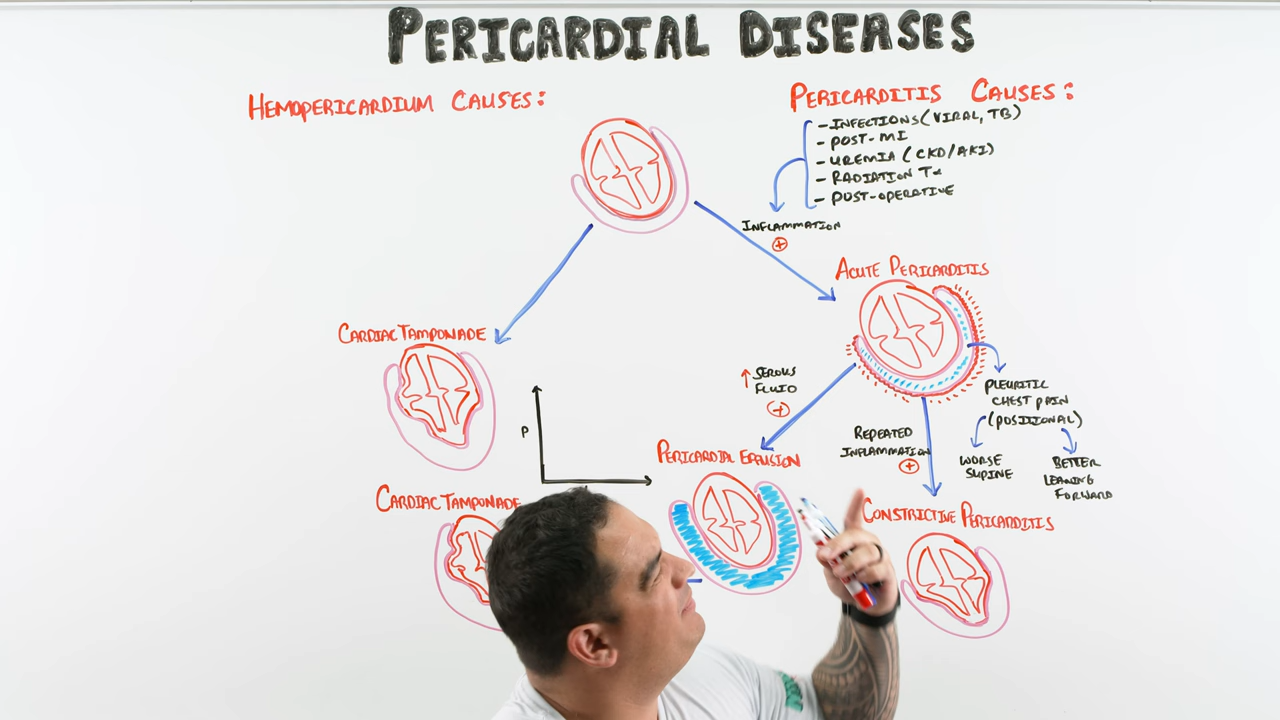 PERICARDIAL DISEASES
HEMOPERICARDIUM CAUSES:
PERICARDITIS CAUSES:
- INFECTIONS (VIRAL, TB)
- POST-MI
- UREMIA (CKD/AKI)
- RADIATION Tx
- POST-OPERATIVE
INFLAMMATION
+
ACUTE PERICARDITIS
CARDIAC TAMPONADE
↑ SEROUS
FLUID
+
PLEURITIC
CHEST PAIN
(POSITIONAL)
WORSE
SUPINE
BETTER
LEANING
FORWARD
REPEATED
INFLAMMATION
+
P
PERICARDIAL EFFUSION
CARDIAC TAMPONADE
CONSTRICTIVE PERICARDITIS